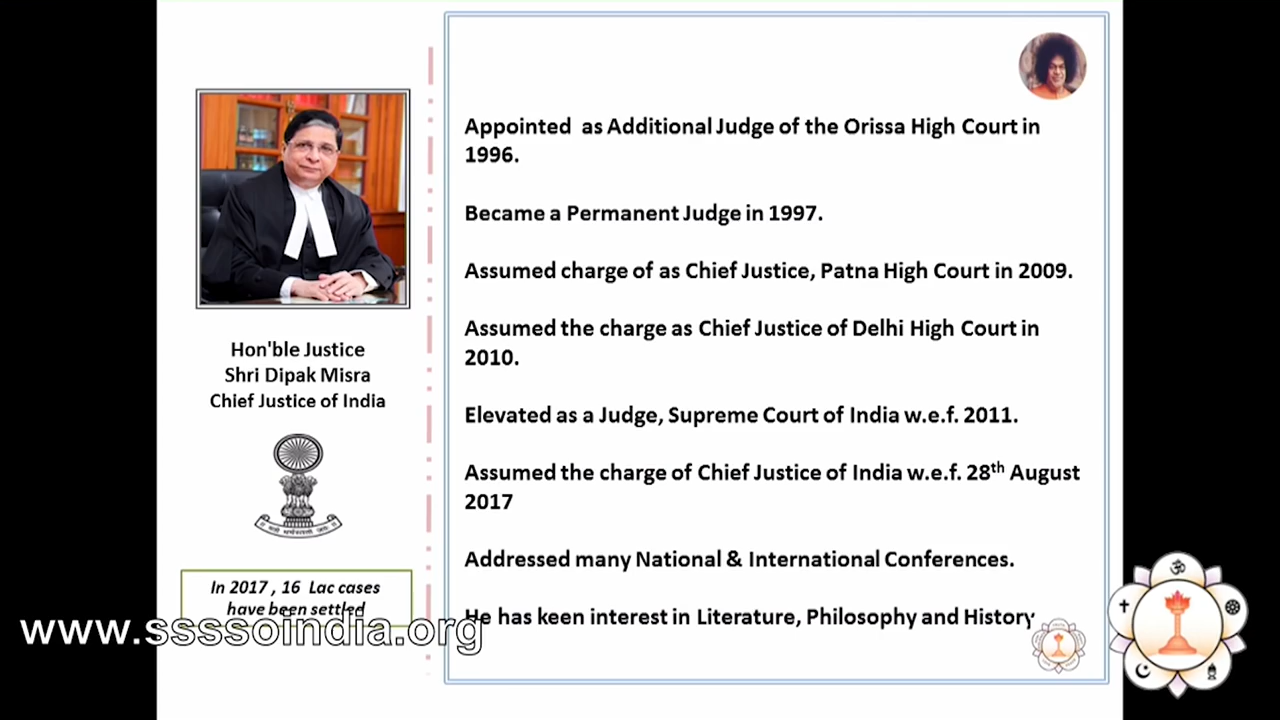 Hon'ble Justice
Shri Dipak Misra
Chief Justice of India
In 2017 , 16 Lac cases
have been settled
Appointed as Additional Judge of the Orissa High Court in
1996.
Became a Permanent Judge in 1997.
Assumed charge of as Chief Justice, Patna High Court in 2009.
Assumed the charge as Chief Justice of Delhi High Court in
2010.
Elevated as a Judge, Supreme Court of India w.e.f. 2011.
Assumed the charge of Chief Justice of India w.e.f. 28th August
2017
Addressed many National & International Conferences.
He has keen interest in Literature, Philosophy and History
www.ssssoindia.org
ॐ